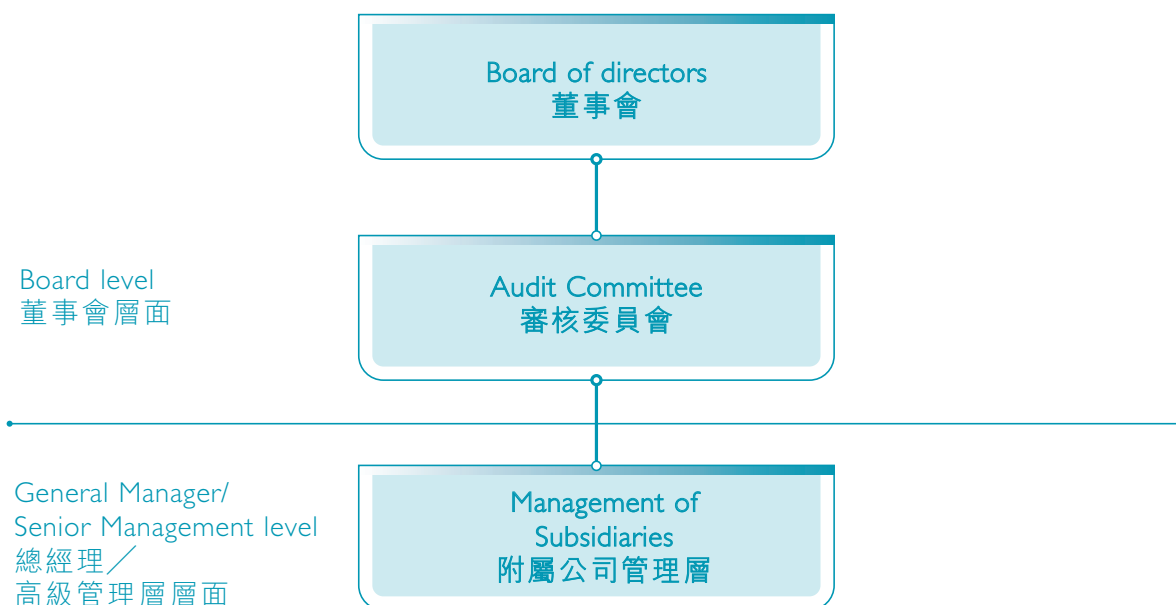 Board of directors
董事會
Board level
董事會層面
Audit Committee
審核委員會
General Manager/
Senior Management level
總經理／
高級管理層層面
Management of
Subsidiaries
附屬公司管理層